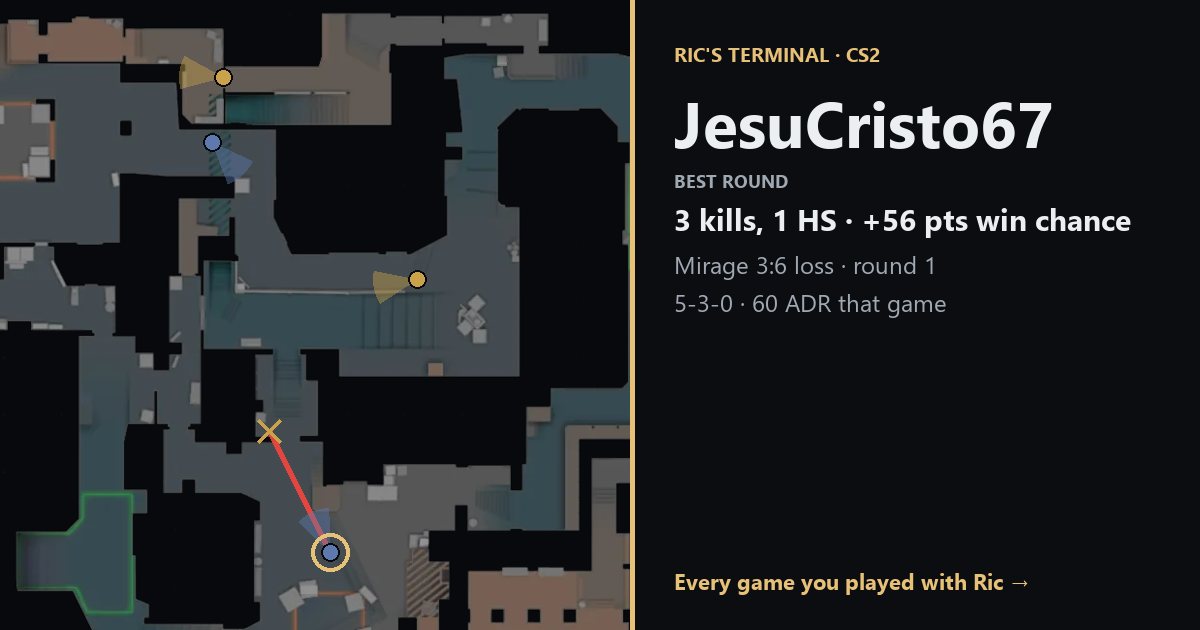 RIC'S TERMINAL · CS2
JesuCristo67
BEST ROUND
3 kills, 1 HS · +56 pts win chance
Mirage 3:6 loss · round 1
5-3-0 · 60 ADR that game
Every game you played with Ric →